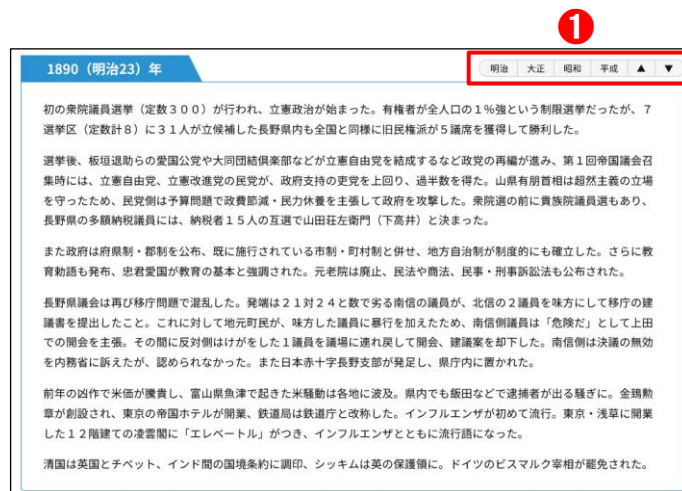 1
1890（明治23）年
明治 大正 昭和 平成 ▲ ▼
初の衆院議員選挙（定数３００）が行われ、立憲政治が始まった。有権者が全人口の１％強という制限選挙だったが、７
選挙区（定数計８）に３１人が立候補した長野県内も全国と同様に旧民権派が５議席を獲得して勝利した。
選挙後、板垣退助らの愛国公党や大同団結俱楽部などが立憲自由党を結成するなど政党の再編が進み、第１回帝国議会召
集時には、立憲自由党、立憲改進党の民党が、政府支持の吏党を上回り、過半数を得た。山県有朋首相は超然主義の立場
を守ったため、民党側は予算問題で政費節減・民力休養を主張して政府を攻撃した。衆院選の前に貴族院議員選もあり、
長野県の多額納税議員には、納税者１５人の互選で山田荘左衛門（下高井）と決まった。
また政府は府県制・郡制を公布、既に施行されている市制・町村制と併せ、地方自治制が制度的にも確立した。さらに教
育勅語も発布、忠君愛国が教育の基本と強調された。元老院は廃止、民法や商法、民事・刑事訴訟法も公布された。
長野県議会は再び移庁問題で混乱した。発端は２１対２４と数で劣る南信の議員が、北信の２議員を味方にして移庁の建
議書を提出したこと。これに対して地元町民が、味方した議員に暴行を加えたため、南信側議員は「危険だ」として上田
での開会を主張。その間に反対側はけがをした１議員を議場に連れ戻して開会、建議案を却下した。南信側は決議の無効
を内務省に訴えたが、認められなかった。また日本赤十字長野支部が発足し、県庁内に置かれた。
前年の凶作で米価が騰貴し、富山県魚津で起きた米騒動は各地に波及。県内でも飯田などで逮捕者が出る騒ぎに。金鵄勲
章が創設され、東京の帝国ホテルが開業、鉄道局は鉄道庁と改称した。インフルエンザが初めて流行。東京・浅草に開業
した１２階建ての凌雲閣に「エレベートル」がつき、インフルエンザとともに流行語になった。
清国は英国とチベット、インド間の国境条約に調印、シッキムは英の保護領に。ドイツのビスマルク宰相が罷免された。